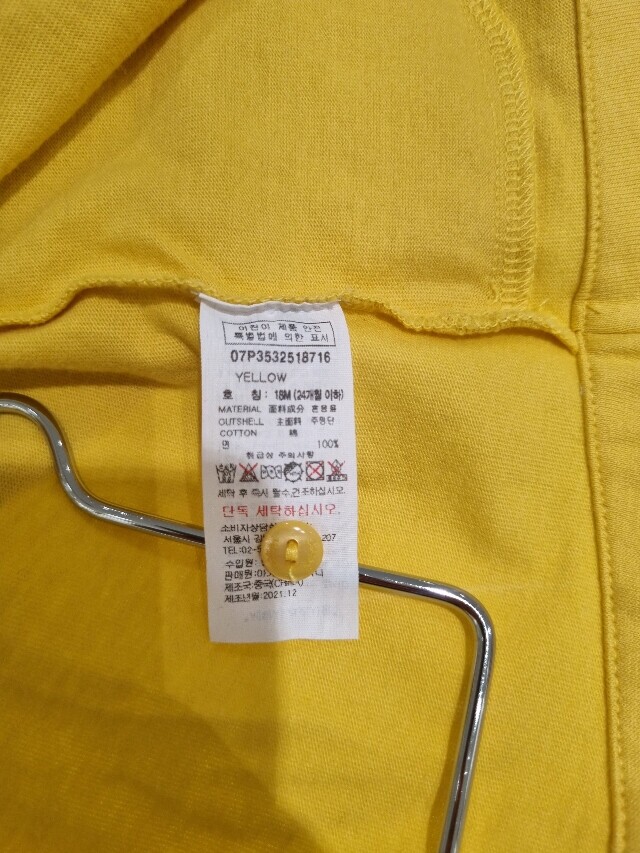 어린이 제품 안전
특별법에 의한 표시
07P3532518716
YELLOW
호 칭 : 18M (24개월 이하)
MATERIAL 面料成分 혼용률
OUTSHELL 主面料 주원단
COTTON 綿
면 100%
취급상 주의사항
세탁 후 즉시 탈수,건조하십시오.
단독 세탁하십시오.
소비자상담실
서울시 207
TEL:02-5
수입원:
판매원:
제조국:중국(CHINA)
제조년월:2021.12